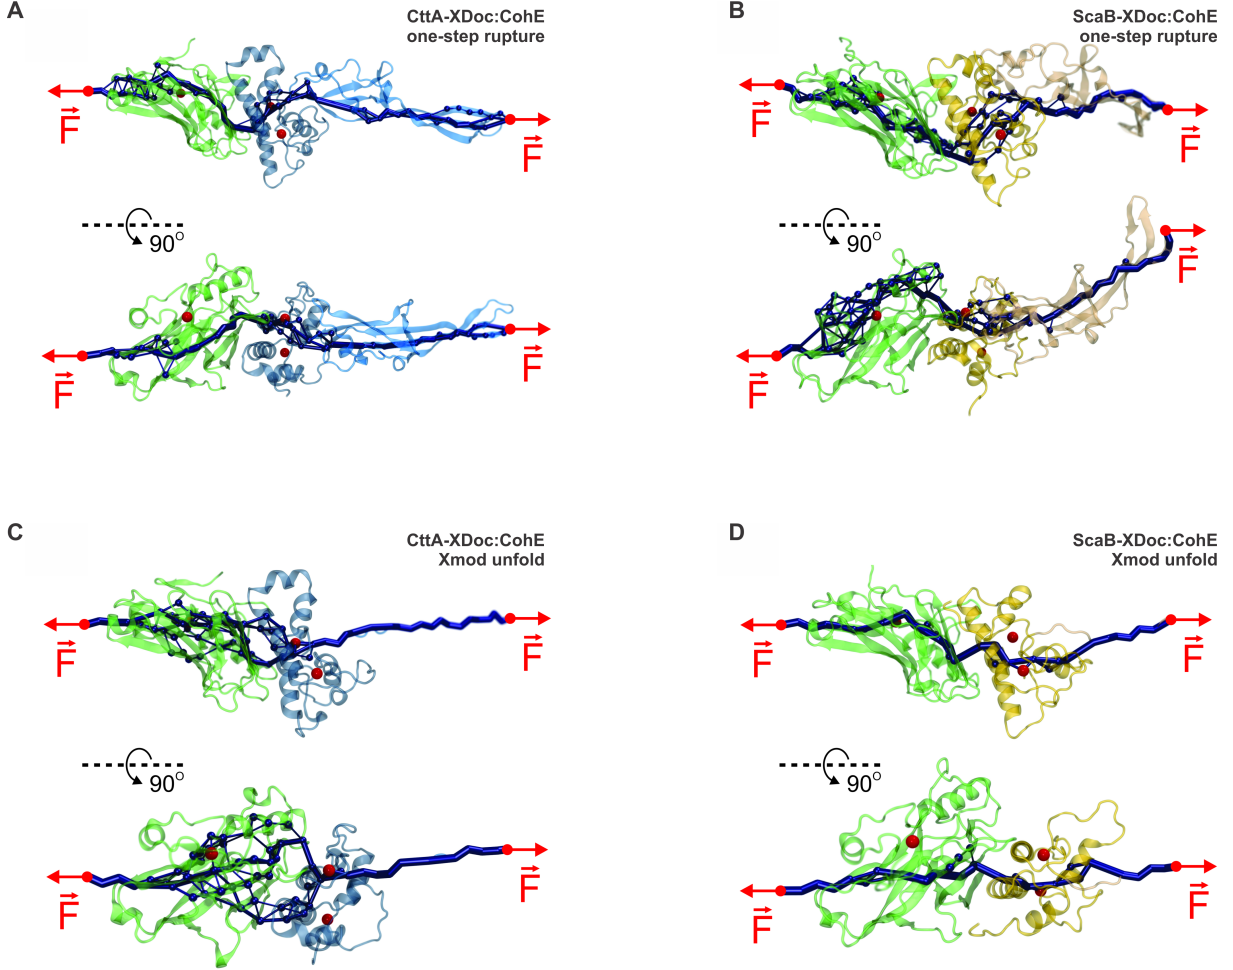 A
CttA-XDoc:CohE
one-step rupture
F
F
90°
F
F
B
ScaB-XDoc:CohE
one-step rupture
F
F
90°
F
F
C
CttA-XDoc:CohE
Xmod unfold
F
F
90°
F
F
D
ScaB-XDoc:CohE
Xmod unfold
F
F
90°
F
F